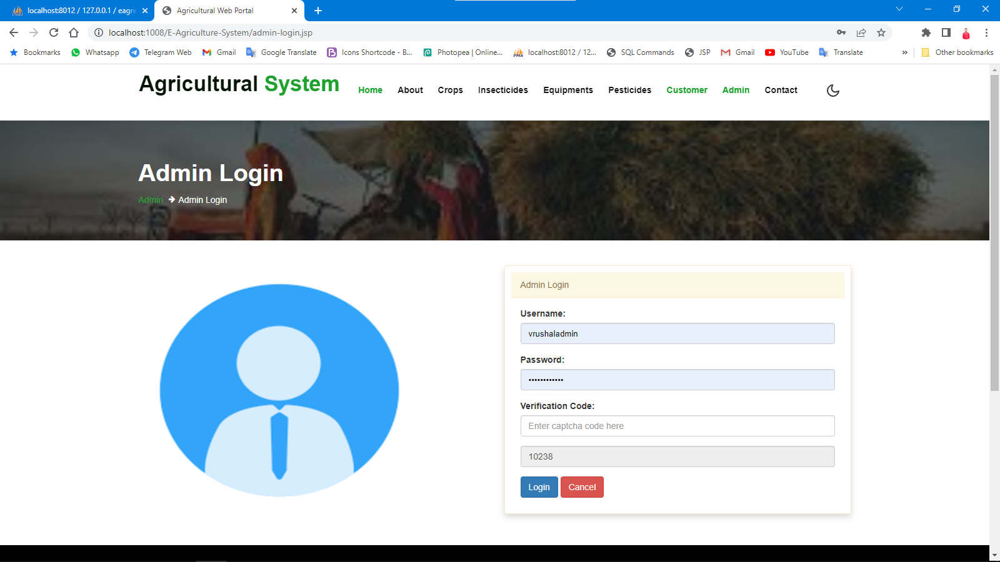 localhost:8012 / 127.0.0.1 / eagri
Agricultural Web Portal
localhost:1008/E-Agriculture-System/admin-login.jsp
Bookmarks Whatsapp Telegram Web Gmail Google Translate Icons Shortcode - B... Photopea | Online... localhost:8012 / 12... SQL Commands JSP Gmail YouTube Translate » Other bookmarks
Agricultural System Home About Crops Insecticides Equipments Pesticides Customer Admin Contact
Admin Login
Admin Admin Login
Admin Login
Username:
vrushaladmin
Password:
••••••••••••
Verification Code:
Enter captcha code here
10238
Login Cancel